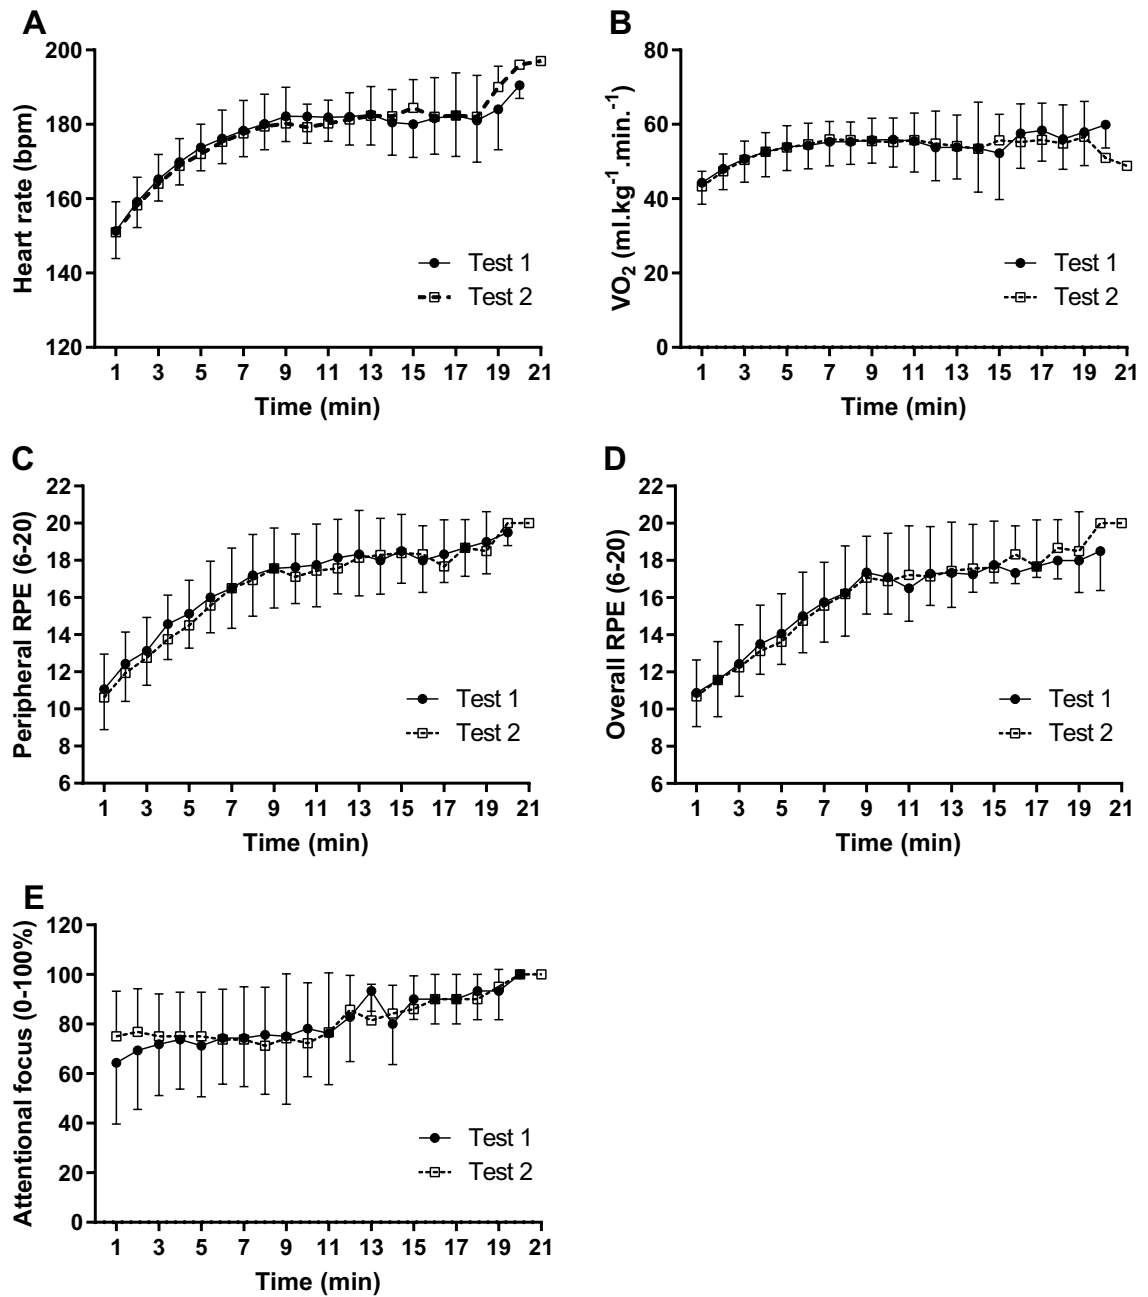 A
Heart rate (bpm)
200
180
160
140
120
Test 1
Test 2
1 3 5 7 9 11 13 15 17 19 21
Time (min)
B
VO₂ (ml.kg⁻¹.min.⁻¹)
80
60
40
20
0
Test 1
Test 2
1 3 5 7 9 11 13 15 17 19 21
Time (min)
C
Peripheral RPE (6-20)
22
20
18
16
14
12
10
8
6
Test 1
Test 2
1 3 5 7 9 11 13 15 17 19 21
Time (min)
D
Overall RPE (6-20)
22
20
18
16
14
12
10
8
6
Test 1
Test 2
1 3 5 7 9 11 13 15 17 19 21
Time (min)
E
Attentional focus (0-100%)
120
100
80
60
40
20
0
Test 1
Test 2
1 3 5 7 9 11 13 15 17 19 21
Time (min)